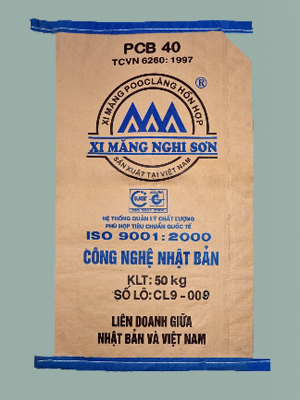 PCB 40
TCVN 6260: 1997
XI MĂNG POOCLĂNG HỖN HỢP
®
XI MĂNG NGHI SƠN
SẢN XUẤT TẠI VIỆT NAM
HỆ THỐNG QUẢN LÝ CHẤT LƯỢNG
PHÙ HỢP TIÊU CHUẨN QUỐC TẾ
ISO 9001:2000
CÔNG NGHỆ NHẬT BẢN
KLT: 50 kg
SỐ LÔ: CL9 - 009
LIÊN DOANH GIỮA
NHẬT BẢN VÀ VIỆT NAM